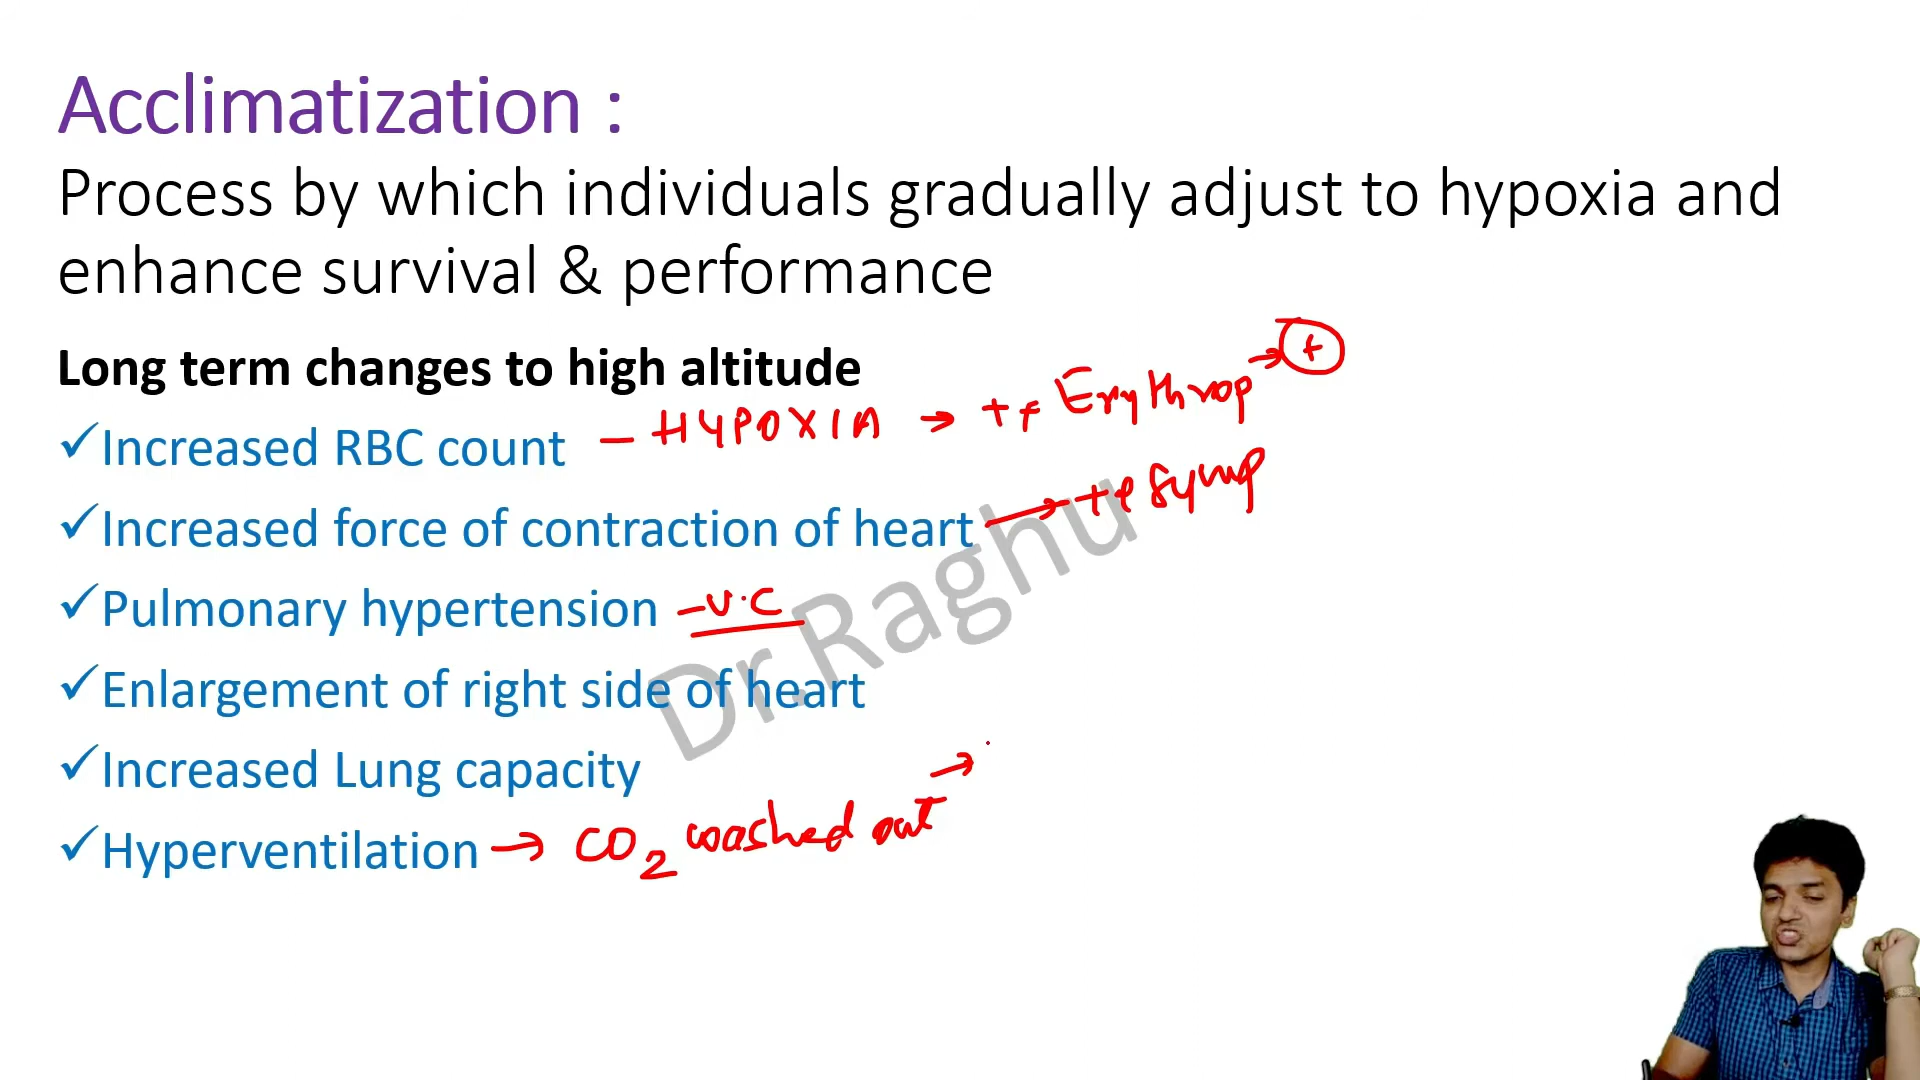 Acclimatization :
Process by which individuals gradually adjust to hypoxia and
enhance survival & performance
Long term changes to high altitude
✓Increased RBC count – HYPOXIA → + Erythrop → +
✓Increased force of contraction of heart → +e Symp
✓Pulmonary hypertension – V.C
✓Enlargement of right side of heart
✓Increased Lung capacity
✓Hyperventilation → CO2 washed out →
Dr.Raghu